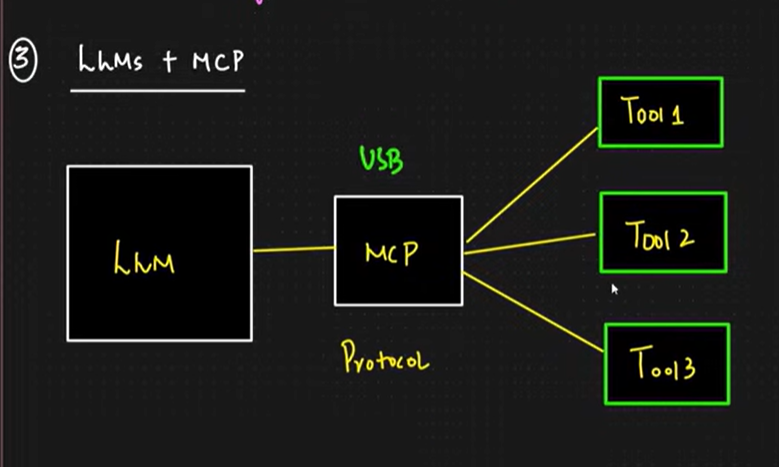 ③ LLMs + MCP
Tool 1
USB
LLM
MCP
Tool 2
Protocol
Tool 3